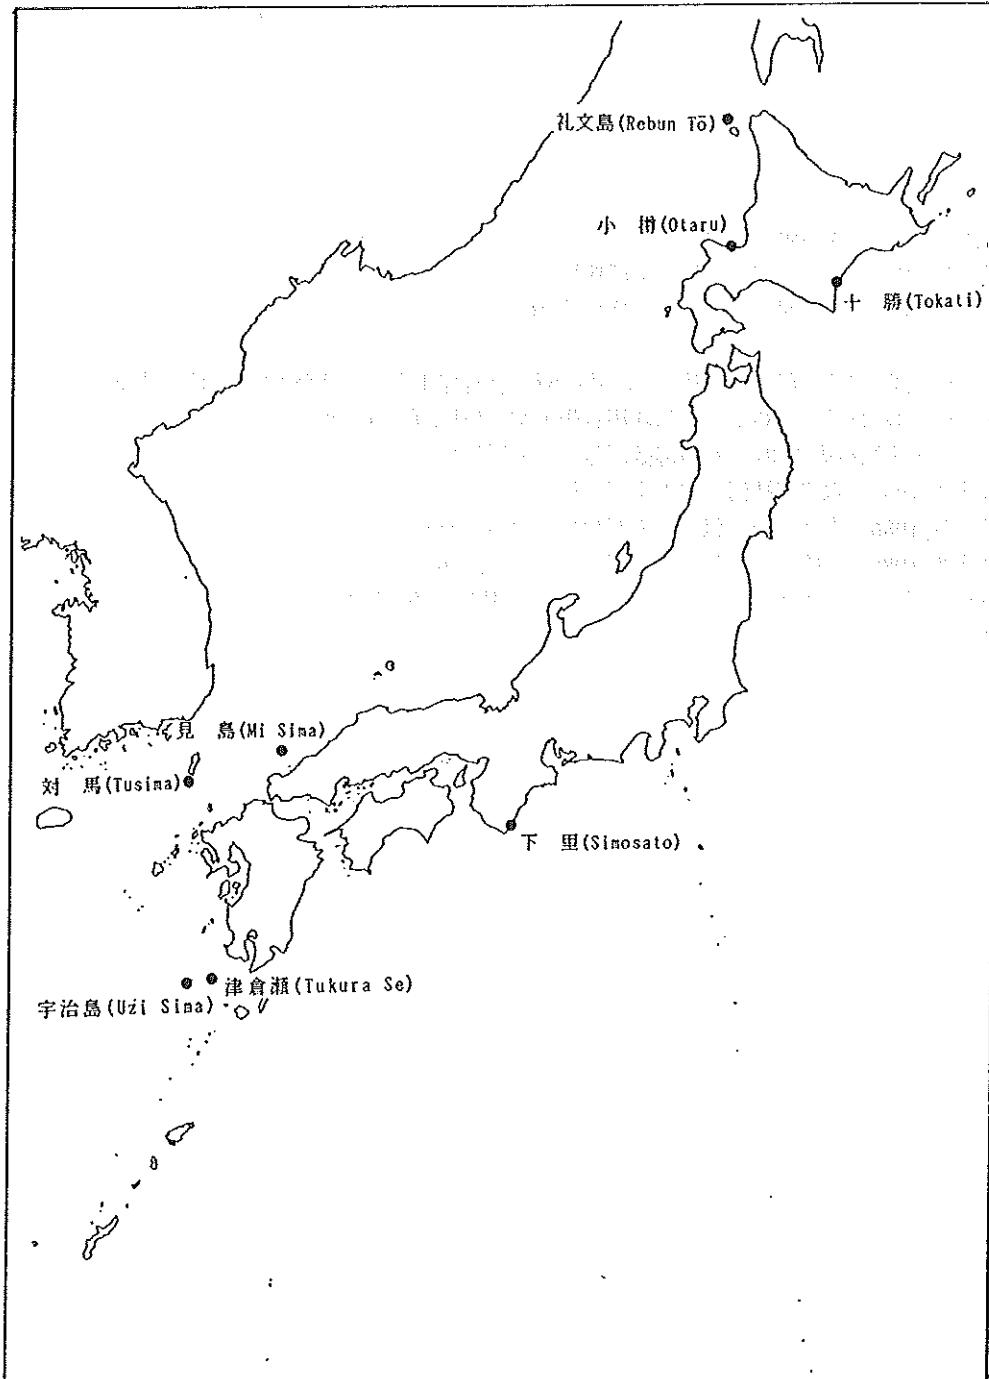 礼文島(Rebun Tō)
小 樽(Otaru)
十 勝(Tokati)
見 島(Mi Sima)
対 馬(Tusima)
下 里(Simosato)
津倉瀬(Tukura Se)
宇治島(Uzi Sima)